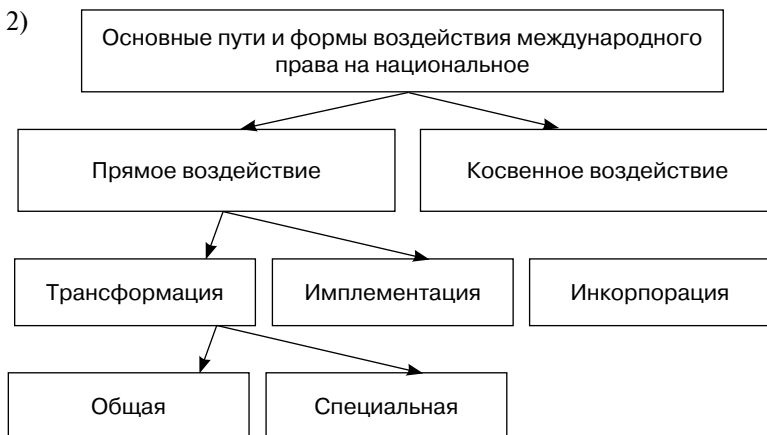 2)
Основные пути и формы воздействия международного
права на национальное
Прямое воздействие
Косвенное воздействие
Трансформация
Имплементация
Инкорпорация
Общая
Специальная